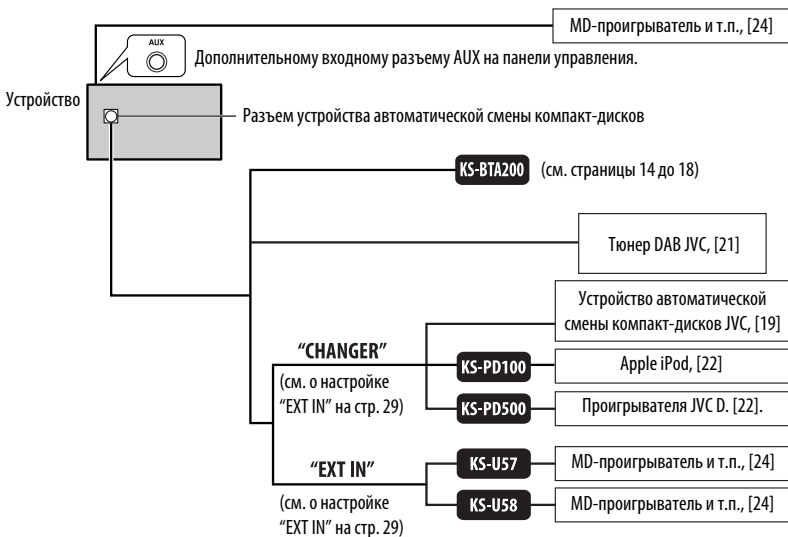 MD-проигрыватель и т.п., [24]
AUX
Дополнительному входному разъему AUX на панели управления.
Устройство
Разъем устройства автоматической смены компакт-дисков
KS-BTA200
(см. страницы 14 до 18)
Тюнер DAB JVC, [21]
Устройство автоматической
смены компакт-дисков JVC, [19]
“CHANGER”
(см. о настройке
“EXT IN” на стр. 29)
KS-PD100
Apple iPod, [22]
KS-PD500
Проигрывателя JVC D. [22].
“EXT IN”
(см. о настройке
“EXT IN” на стр. 29)
KS-U57
MD-проигрыватель и т.п., [24]
KS-U58
MD-проигрыватель и т.п., [24]